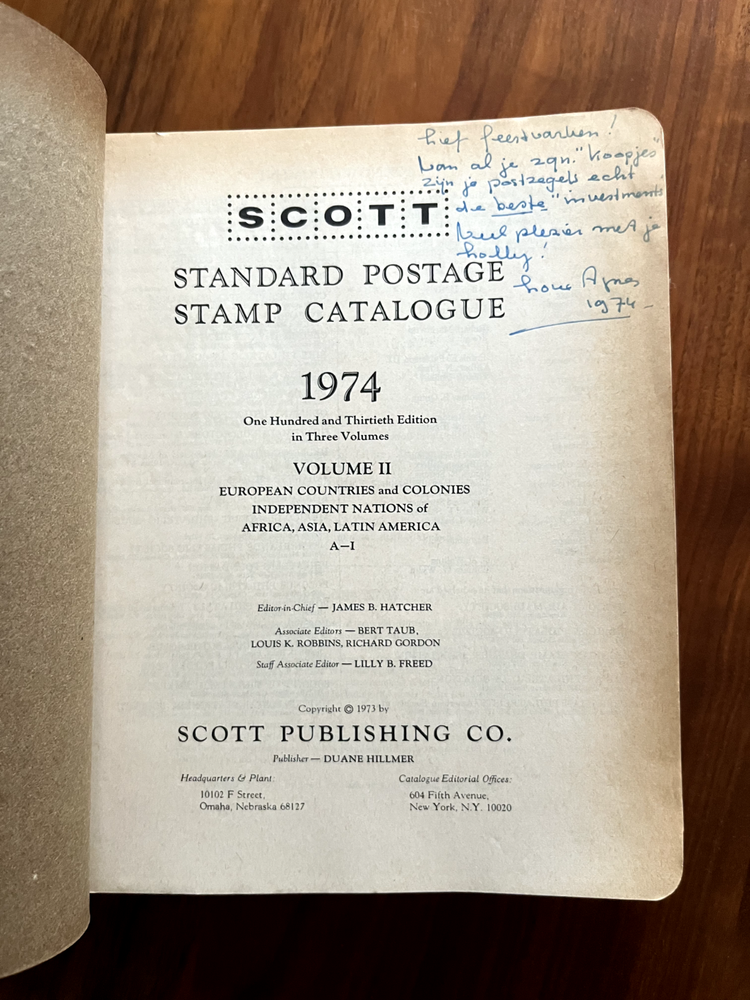 Lief feestvarken!
Van al je zgn. "koopjes"
zijn je postzegels echt
de beste "investments"
Veel plezier met je
hobby!
Love Agnes
1974
SCOTT
STANDARD POSTAGE
STAMP CATALOGUE
1974
One Hundred and Thirtieth Edition
in Three Volumes
VOLUME II
EUROPEAN COUNTRIES and COLONIES
INDEPENDENT NATIONS of
AFRICA, ASIA, LATIN AMERICA
A–I
Editor-in-Chief — JAMES B. HATCHER
Associate Editors — BERT TAUB,
LOUIS K. ROBBINS, RICHARD GORDON
Staff Associate Editor — LILLY B. FREED
Copyright © 1973 by
SCOTT PUBLISHING CO.
Publisher — DUANE HILLMER
Headquarters & Plant:
10102 F Street,
Omaha, Nebraska 68127
Catalogue Editorial Offices:
604 Fifth Avenue,
New York, N.Y. 10020